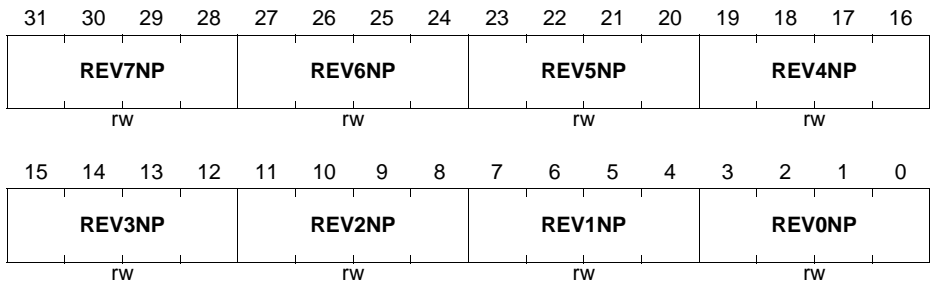 31 30 29 28 27 26 25 24 23 22 21 20 19 18 17 16
REV7NP REV6NP REV5NP REV4NP
rw rw rw rw
15 14 13 12 11 10 9 8 7 6 5 4 3 2 1 0
REV3NP REV2NP REV1NP REV0NP
rw rw rw rw